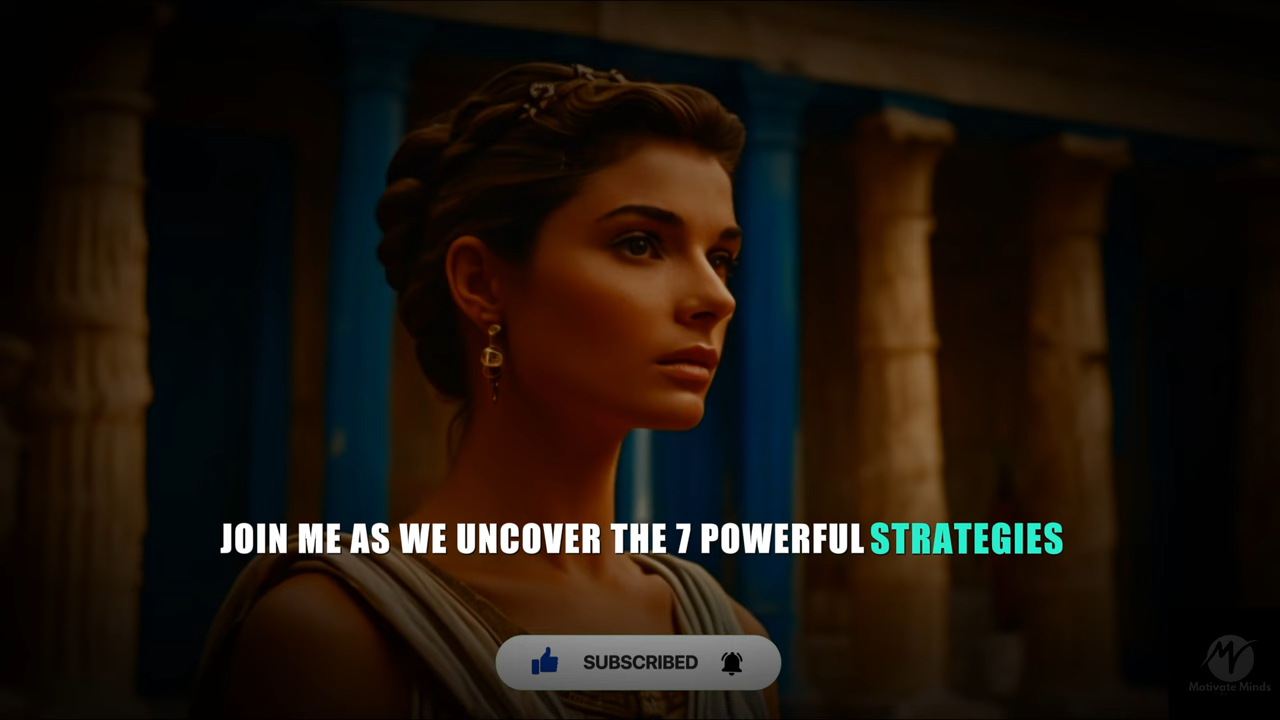 JOIN ME AS WE UNCOVER THE 7 POWERFUL STRATEGIES
SUBSCRIBED
Motivate Minds